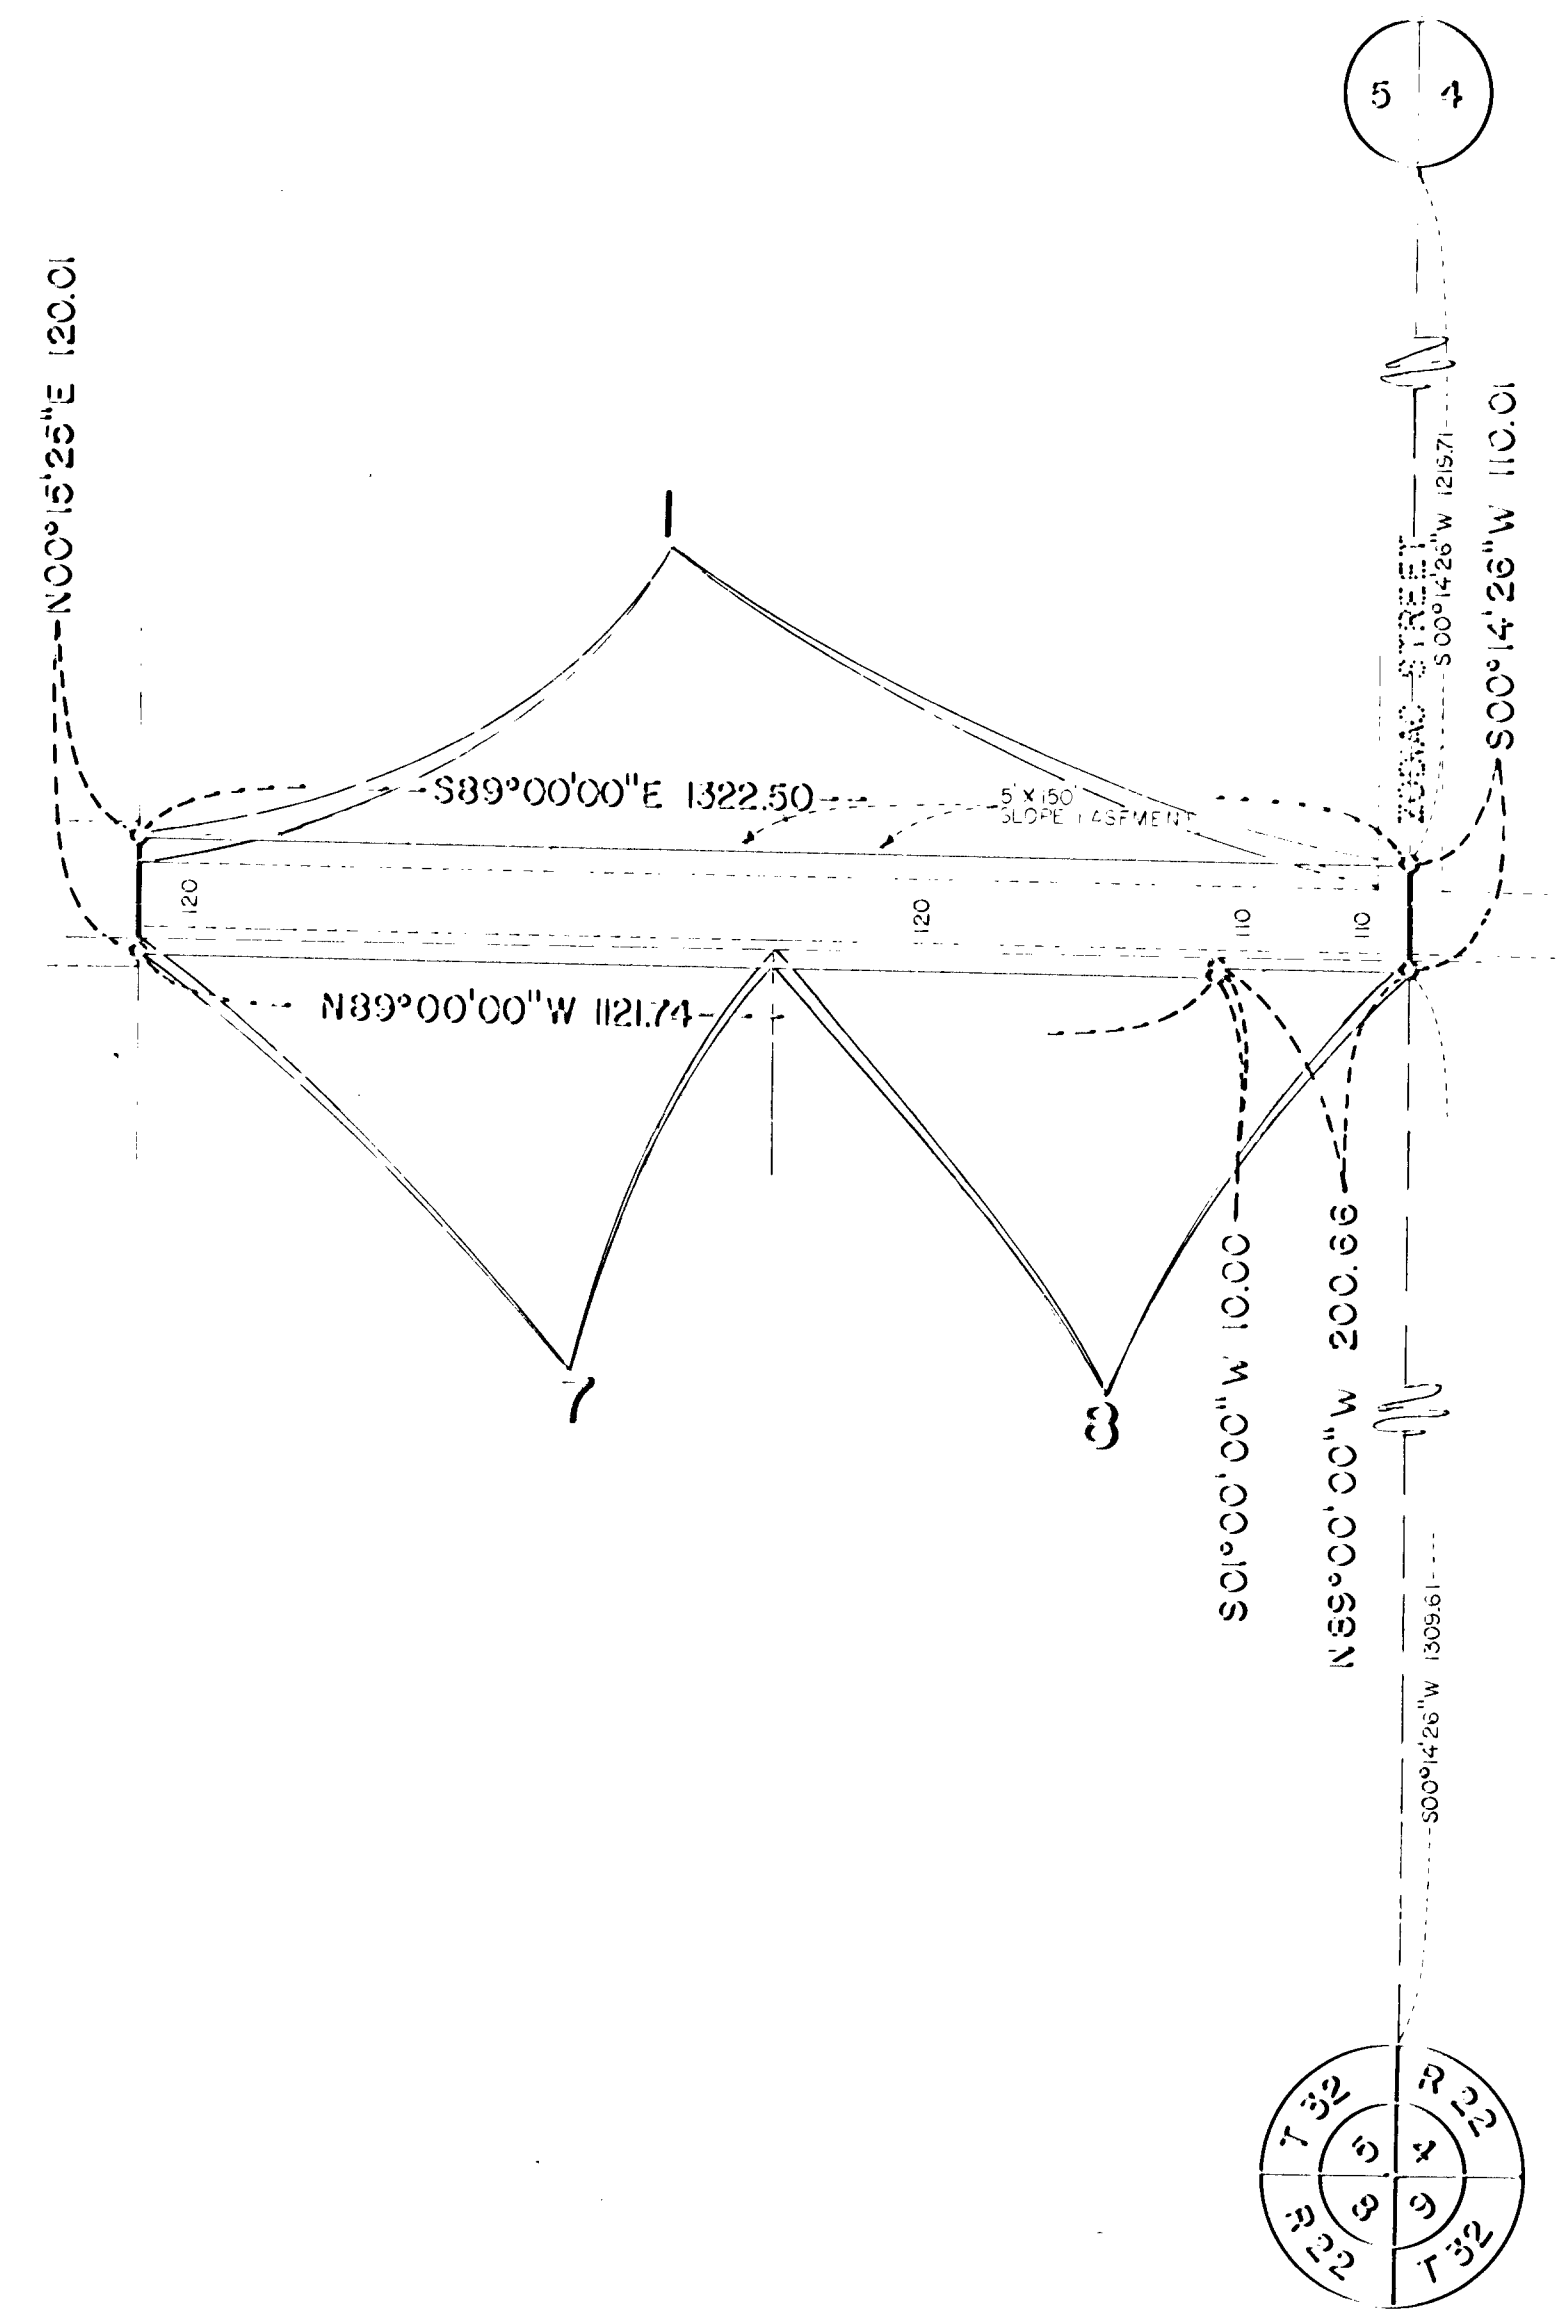 5 4
N00°15'25"E 120.01
S00°14'26"W 1219.71
S00°14'26"W 110.01
STREET
1
S89°00'00"E 1322.50
5' X 150'
SLOPE EASEMENT
120
120
110
110
N89°00'00"W 1121.74
7
8
S01°00'00"W 10.00
N89°00'00"W 200.66
S00°14'26"W 1309.61
T 32
R 22
5 4
8 9
R 22
T 32